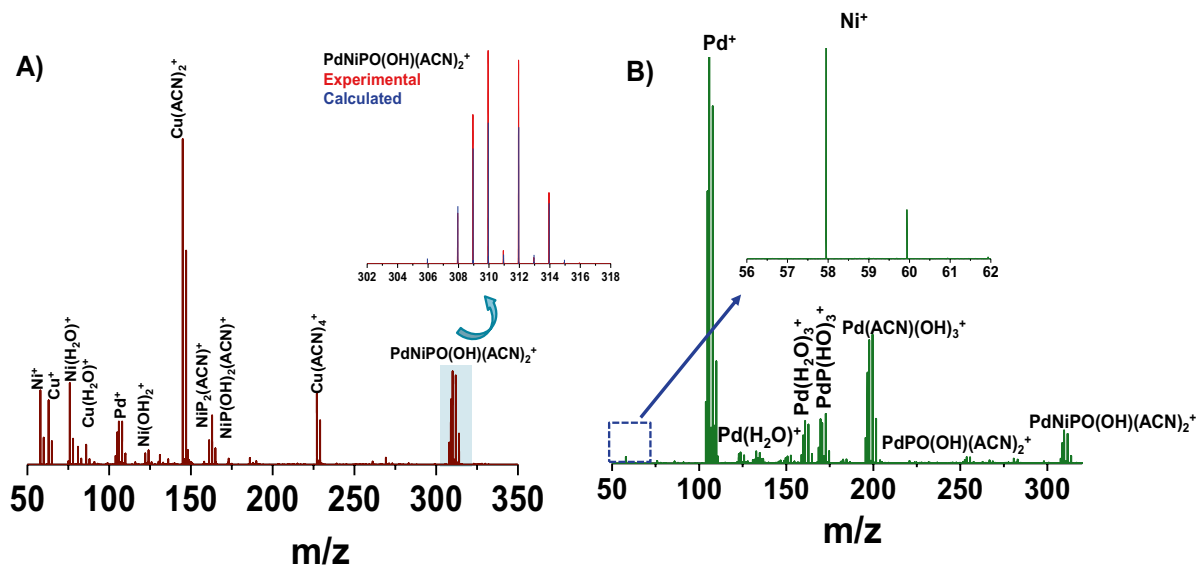 A)
PdNiPO(OH)(ACN)₂⁺
Experimental
Calculated
302 304 306 308 310 312 314 316 318
Cu(ACN)₂⁺
Ni⁺
Cu⁺
Ni(H₂O)⁺
Cu(H₂O)⁺
Pd⁺
Ni(OH)₂⁺
NiP₂(ACN)⁺
NiP(OH)₂(ACN)⁺
Cu(ACN)₄⁺
PdNiPO(OH)(ACN)₂⁺
50 100 150 200 250 300 350
m/z
B)
Pd⁺
Ni⁺
56 57 58 59 60 61 62
Pd(H₂O)⁺
Pd(H₂O)₃⁺
PdP(HO)₃⁺
Pd(ACN)(OH)₃⁺
PdPO(OH)(ACN)₂⁺
PdNiPO(OH)(ACN)₂⁺
50 100 150 200 250 300
m/z